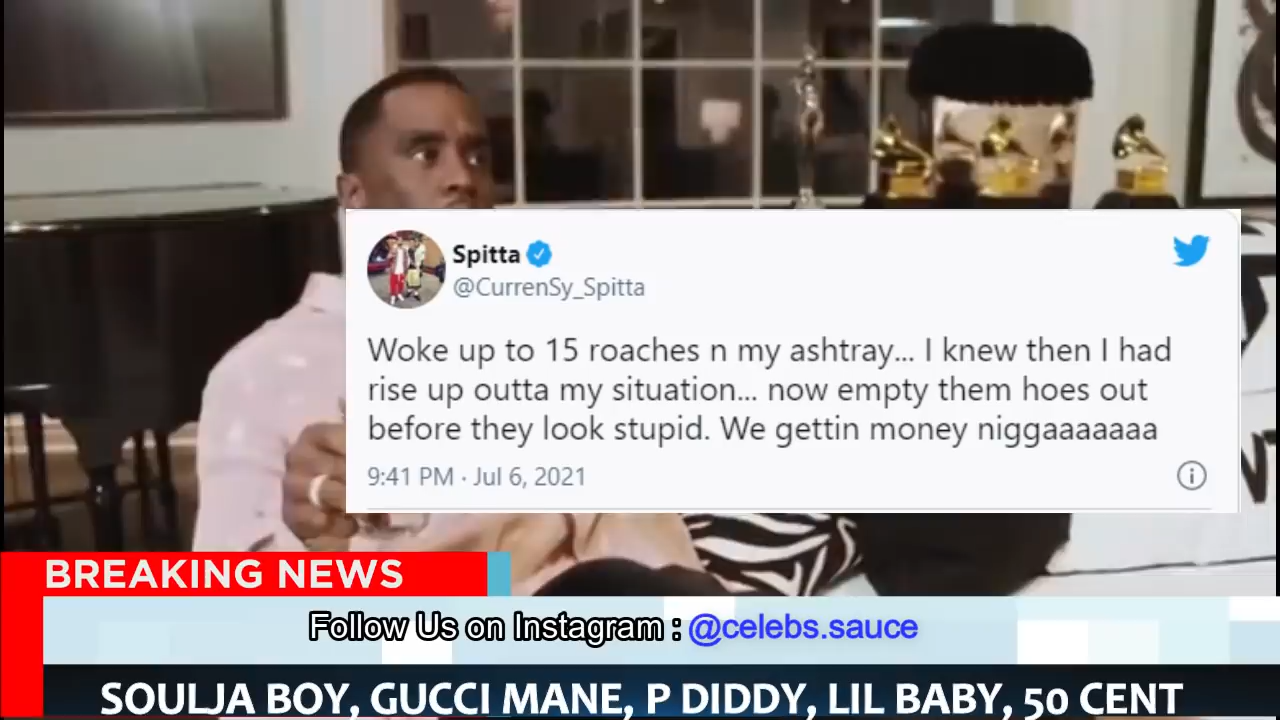 Spitta
@CurrenSy_Spitta
Woke up to 15 roaches n my ashtray... I knew then I had
rise up outta my situation... now empty them hoes out
before they look stupid. We gettin money niggaaaaaaa
9:41 PM · Jul 6, 2021
BREAKING NEWS
Follow Us on Instagram : @celebs.sauce
SOULJA BOY, GUCCI MANE, P DIDDY, LIL BABY, 50 CENT